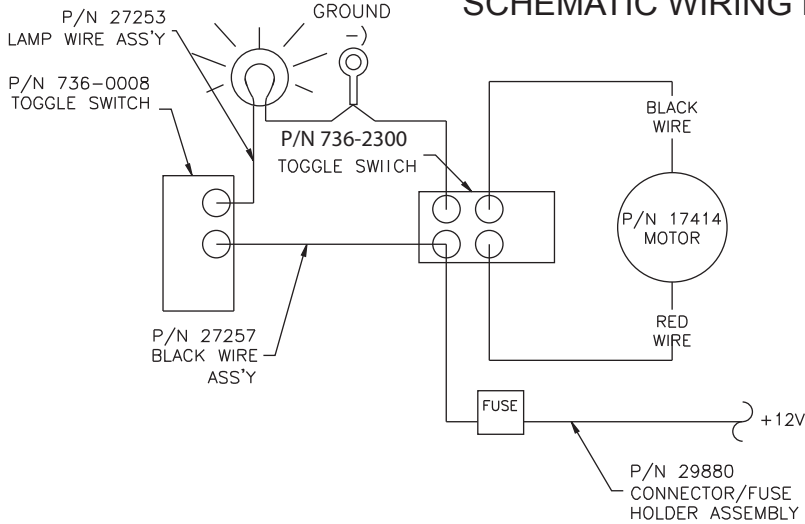 SCHEMATIC WIRING
P/N 27253
LAMP WIRE ASS'Y
GROUND
-)
P/N 736-0008
TOGGLE SWITCH
P/N 736-2300
TOGGLE SWIICH
BLACK
WIRE
P/N 17414
MOTOR
RED
WIRE
P/N 27257
BLACK WIRE
ASS'Y
FUSE
+12V
P/N 29880
CONNECTOR/FUSE
HOLDER ASSEMBLY